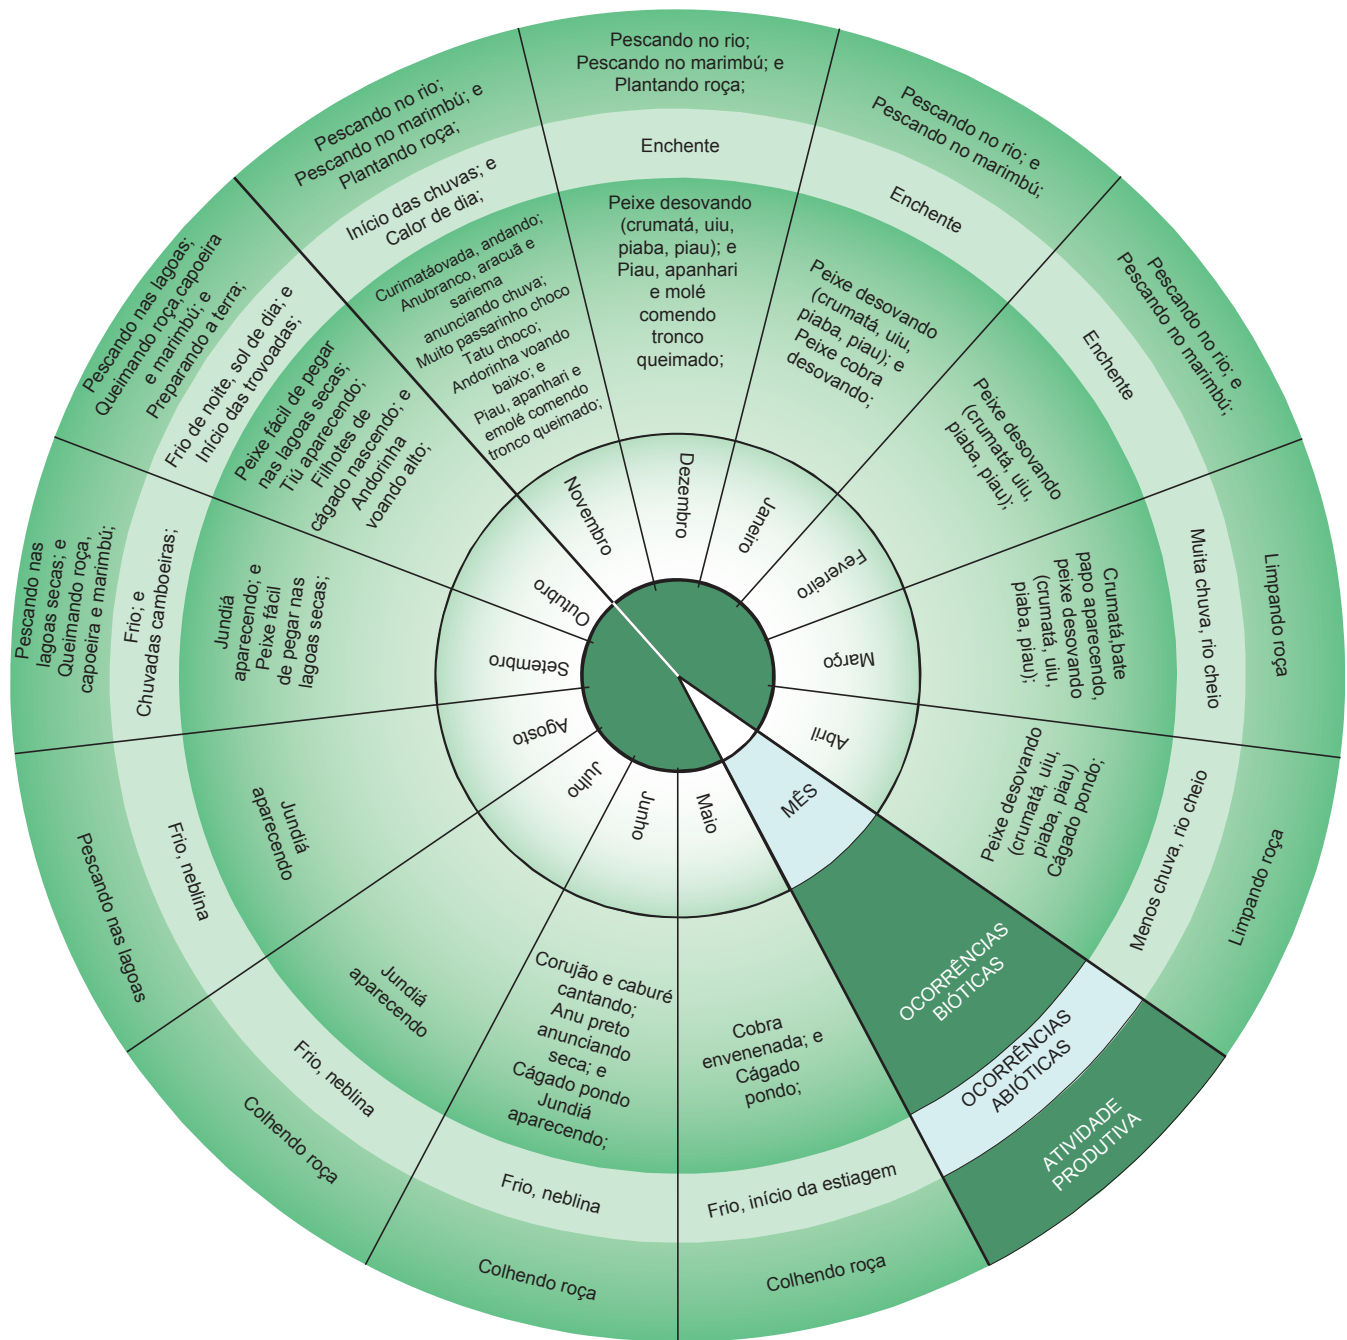 Pescando no rio;
Pescando no marimbú; e
Plantando roça;
Enchente
Peixe desovando
(crumatá, uiu,
piaba, piau); e
Piau, apanhari
e molé
comendo
tronco
queimado;
Dezembro
Pescando no rio; e
Pescando no marimbú;
Enchente
Peixe desovando
(crumatá, uiu,
piaba, piau); e
Peixe cobra
desovando;
Janeiro
Pescando no rio; e
Pescando no marimbú;
Enchente
Peixe desovando
(crumatá, uiu,
piaba, piau);
Fevereiro
Limpando roça
Muita chuva, rio cheio
Crumatá,bate
papo aparecendo,
peixe desovando
(crumatá, uiu,
piaba, piau);
Março
Limpando roça
Menos chuva, rio cheio
Peixe desovando
(crumatá, uiu,
piaba, piau)
Cágado pondo;
Abril
MÊS
OCORRÊNCIAS
BIÓTICAS
OCORRÊNCIAS
ABIÓTICAS
ATIVIDADE
PRODUTIVA
Maio
Cobra
envenenada; e
Cágado
pondo;
Frio, início da estiagem
Colhendo roça
Junho
Corujão e caburé
cantando;
Anu preto
anunciando
seca; e
Cágado pondo
Jundiá
aparecendo;
Frio, neblina
Colhendo roça
Julho
Jundiá
aparecendo
Frio, neblina
Colhendo roça
Agosto
Jundiá
aparecendo
Frio, neblina
Pescando nas lagoas
Setembro
Jundiá
aparecendo; e
Peixe fácil
de pegar nas
lagoas secas;
Frio; e
Chuvadas camboeiras;
Pescando nas
lagoas secas; e
Queimando roça,
capoeira e marimbú;
Outubro
Peixe fácil de pegar
nas lagoas secas;
Tiú aparecendo;
Filhotes de
cágado nascendo; e
Andorinha
voando alto;
Frio de noite, sol de dia; e
Início das trovoadas;
Pescando nas lagoas;
Queimando roça,capoeira
e marimbú; e
Preparando a terra;
Novembro
Curimatáovada, andando;
Anubranco, aracuã e
sariema
anunciando chuva;
Muito passarinho choco
Tatu choco;
Andorinha voando
baixo; e
Piau, apanhari e
emolé comendo
tronco queimado;
Início das chuvas; e
Calor de dia;
Pescando no rio;
Pescando no marimbú; e
Plantando roça;